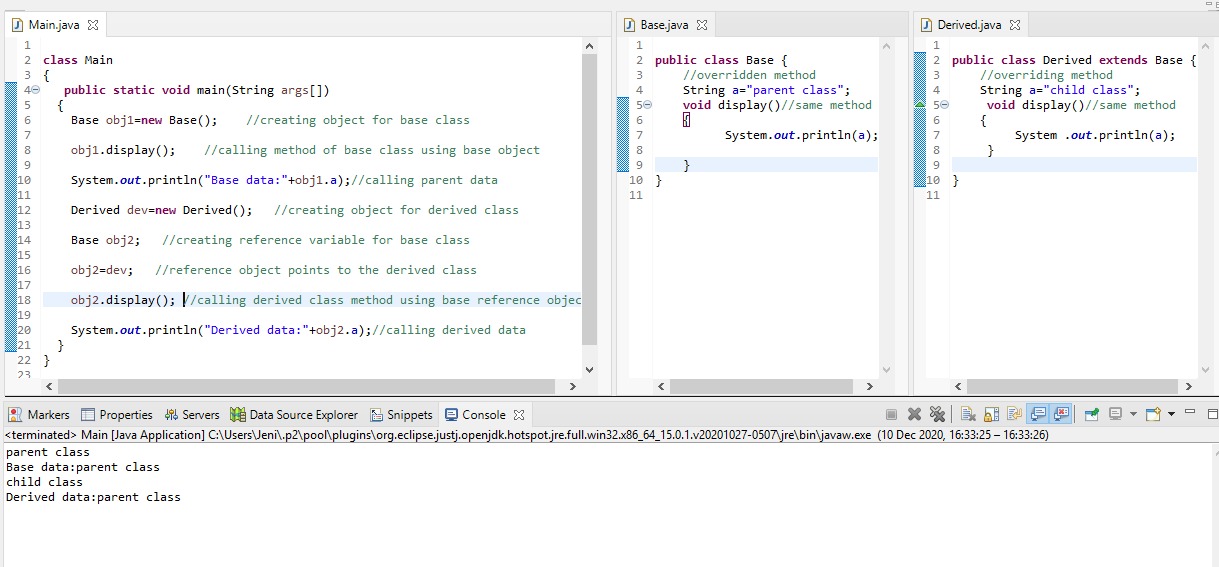 Main.java
1
2 class Main
3 {
4 public static void main(String args[])
5 {
6 Base obj1=new Base();    //creating object for base class
7
8 obj1.display();    //calling method of base class using base object
9
10 System.out.println("Base data:"+obj1.a);//calling parent data
11
12 Derived dev=new Derived();   //creating object for derived class
13
14 Base obj2;   //creating reference variable for base class
15
16 obj2=dev;   //reference object points to the derived class
17
18 obj2.display(); //calling derived class method using base reference objec
19
20 System.out.println("Derived data:"+obj2.a);//calling derived data
21 }
22 }
23
Base.java
1
2 public class Base {
3 //overridden method
4 String a="parent class";
5 void display()//same method
6 {
7 System.out.println(a);
8
9 }
10 }
11
Derived.java
1
2 public class Derived extends Base {
3 //overriding method
4 String a="child class";
5 void display()//same method
6 {
7 System .out.println(a);
8 }
9
10 }
11
Markers Properties Servers Data Source Explorer Snippets Console
<terminated> Main [Java Application] C:\Users\Jeni\.p2\pool\plugins\org.eclipse.justj.openjdk.hotspot.jre.full.win32.x86_64_15.0.1.v20201027-0507\jre\bin\javaw.exe (10 Dec 2020, 16:33:25 – 16:33:26)
parent class
Base data:parent class
child class
Derived data:parent class